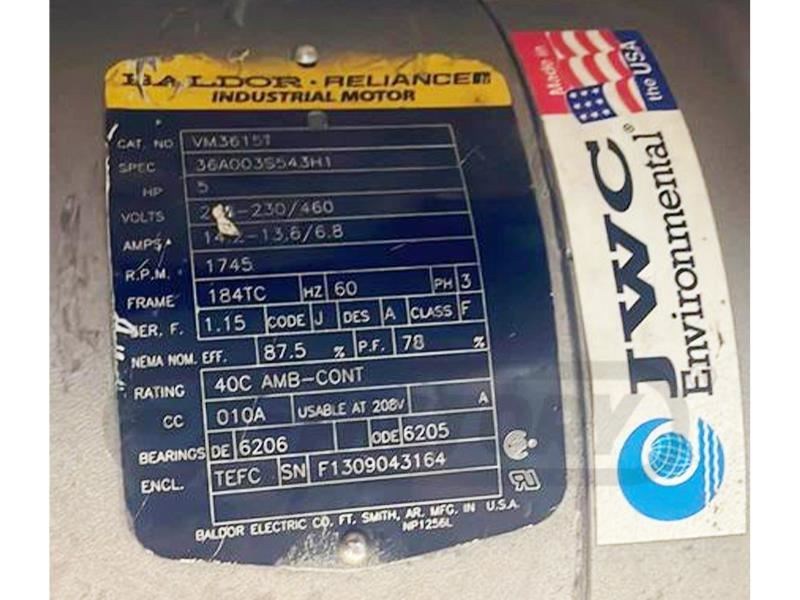 BALDOR • RELIANCE
INDUSTRIAL MOTOR
CAT. NO VM3615T
SPEC 36A003S543H1
HP 5
VOLTS -230/460
AMPS -13.6/6.8
R.P.M. 1745
FRAME 184TC HZ 60 PH 3
SER. F. 1.15 CODE J DES A CLASS F
NEMA NOM. EFF. 87.5 % P.F. 78 %
RATING 40C AMB-CONT
CC 010A USABLE AT 208V A
BEARINGS DE 6206 ODE 6205
ENCL. TEFC SN F1309043164
BALDOR ELECTRIC CO. FT. SMITH, AR. MFG. IN U.S.A.
NP1256L
Made in
the USA
JWC®
Environmental